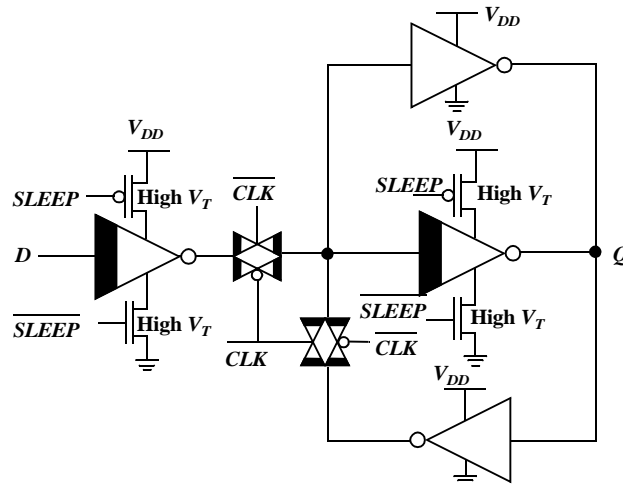 V_DD
V_DD
V_DD
SLEEP
High V_T
CLK
SLEEP
High V_T
D
Q
SLEEP
High V_T
SLEEP
High V_T
CLK
CLK
V_DD